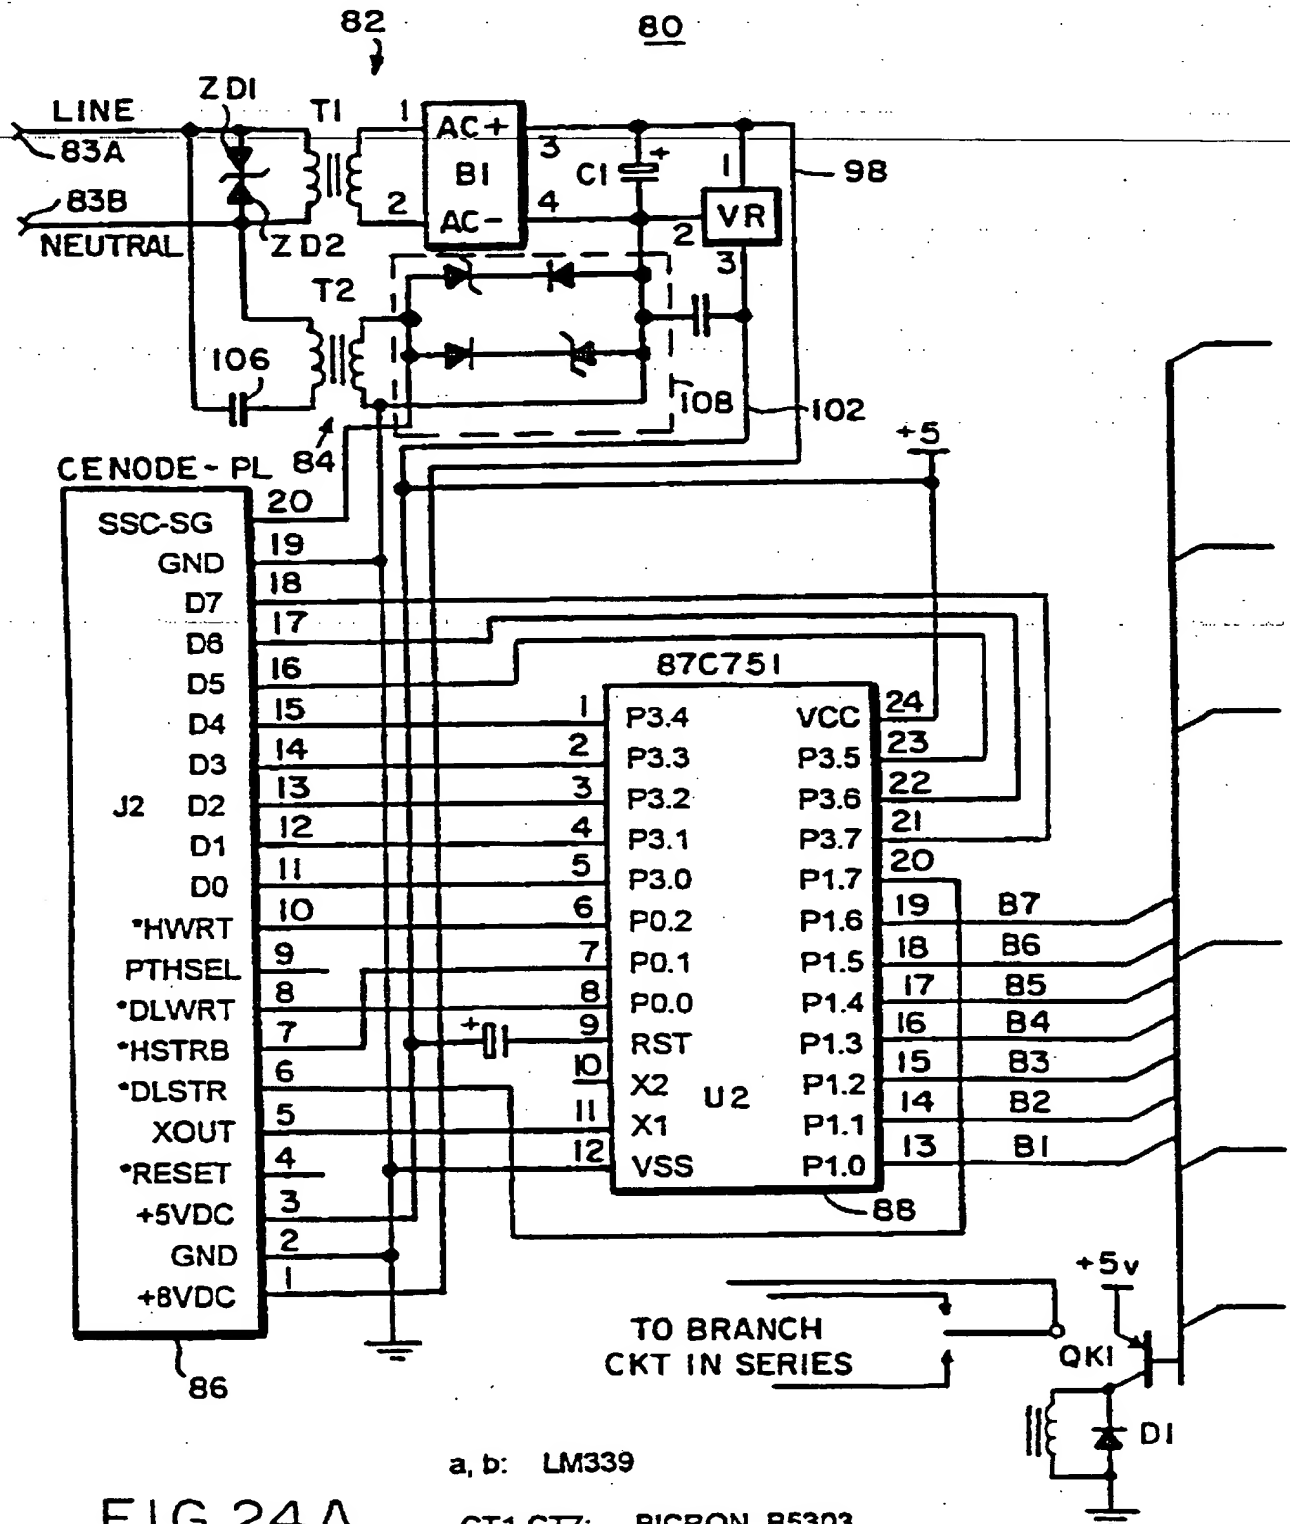 82
80
ZD1
LINE
T1
1
AC+
3
83A
B1
C1
+
1
98
83B
2
AC-
4
2
VR
NEUTRAL
ZD2
3
T2
106
108
102
84
+5
CENODE-PL
SSC-SG 20
GND 19
D7 18
D6 17
D5 16
87C751
D4 15 1 P3.4 VCC 24
D3 14 2 P3.3 P3.5 23
J2 D2 13 3 P3.2 P3.6 22
D1 12 4 P3.1 P3.7 21
D0 11 5 P3.0 P1.7 20
*HWRT 10 6 P0.2 P1.6 19 B7
PTHSEL 9 7 P0.1 P1.5 18 B6
*DLWRT 8 8 P0.0 P1.4 17 B5
*HSTRB 7 + 9 RST P1.3 16 B4
*DLSTR 6 10 X2 U2 P1.2 15 B3
XOUT 5 11 X1 P1.1 14 B2
*RESET 4 12 VSS P1.0 13 B1
+5VDC 3
88
GND 2
+8VDC 1
+5v
TO BRANCH
CKT IN SERIES
QK1
86
D1
a, b: LM339
FIG. 24A
CT1-CT7: BICRON B5303